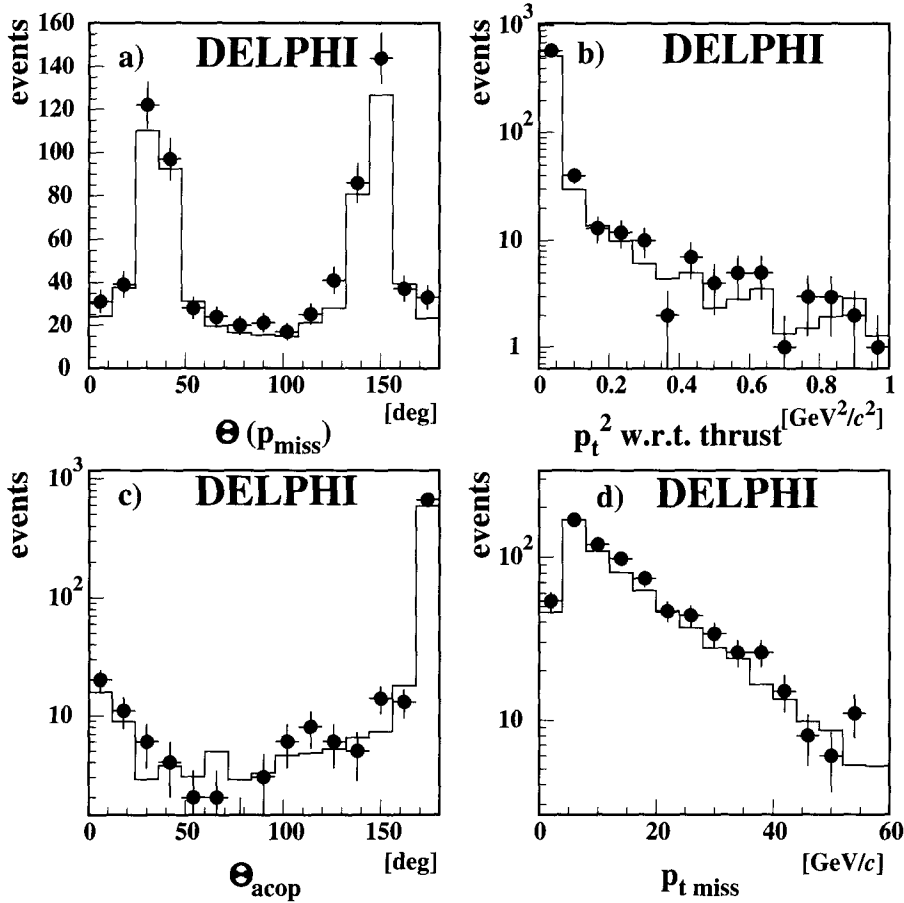 a) DELPHI
events
160
140
120
100
80
60
40
20
0
0 50 100 150
[deg]
Θ (p_miss)
b) DELPHI
events
10^3
10^2
10
1
0 0.2 0.4 0.6 0.8 1
[GeV^2/c^2]
p_t^2 w.r.t. thrust
c) DELPHI
events
10^3
10^2
10
0 50 100 150
[deg]
Θ_acop
d) DELPHI
events
10^2
10
0 20 40 60
[GeV/c]
p_t miss